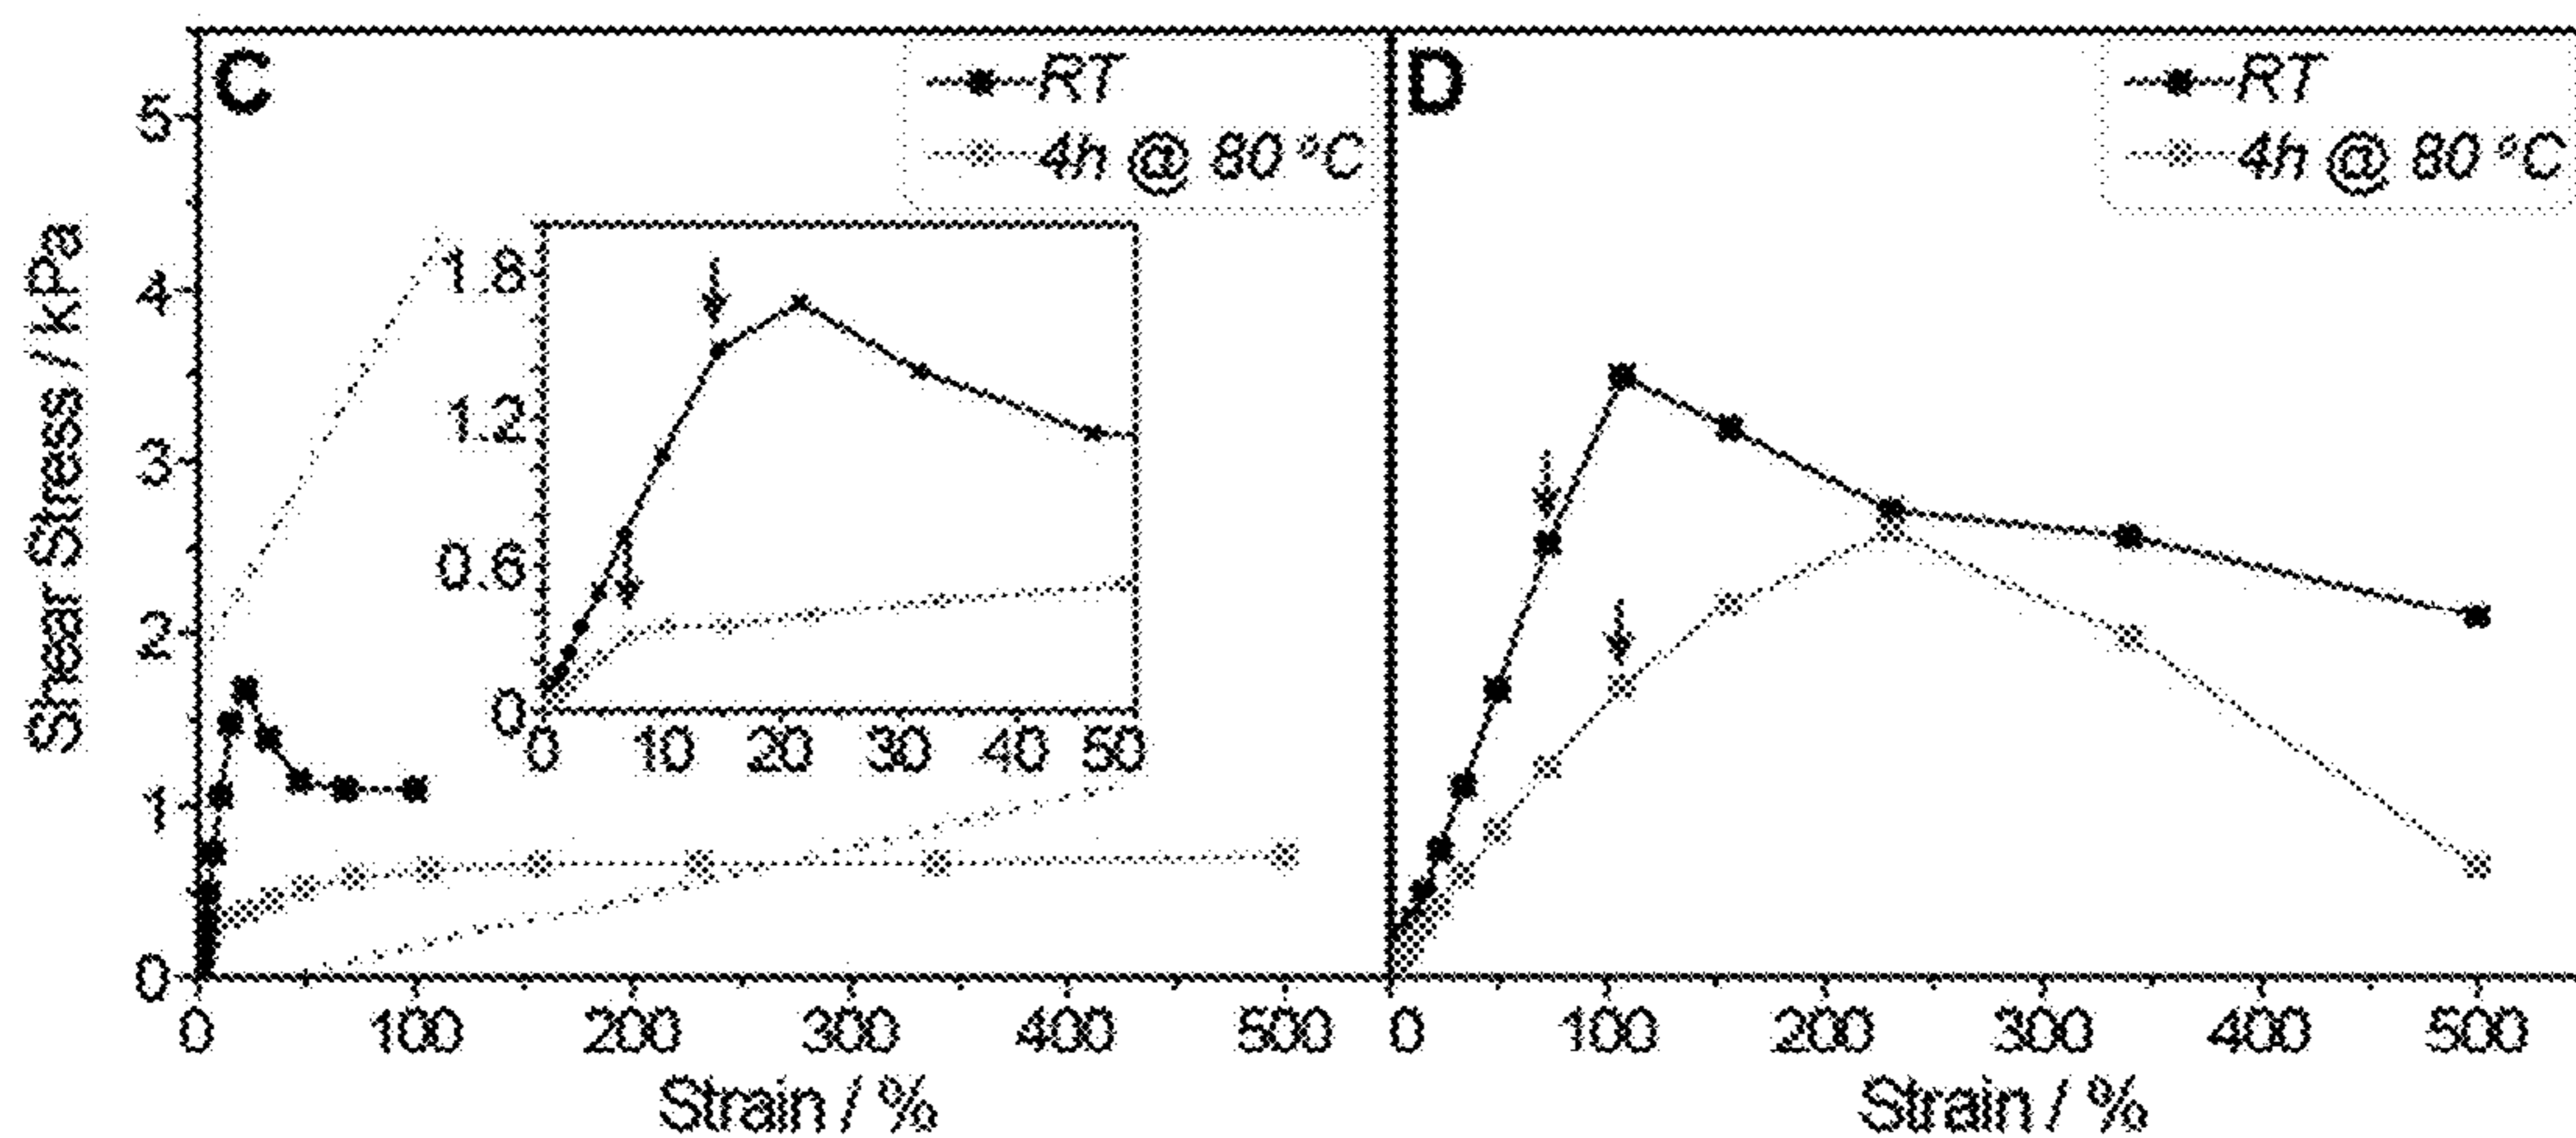 C
RT
4h @ 80 °C
D
RT
4h @ 80 °C
Shear Stress / kPa
5
4
3
2
1
0
1.8
1.2
0.6
0
0 10 20 30 40 50
0 100 200 300 400 500
0 100 200 300 400 500
Strain / %
Strain / %